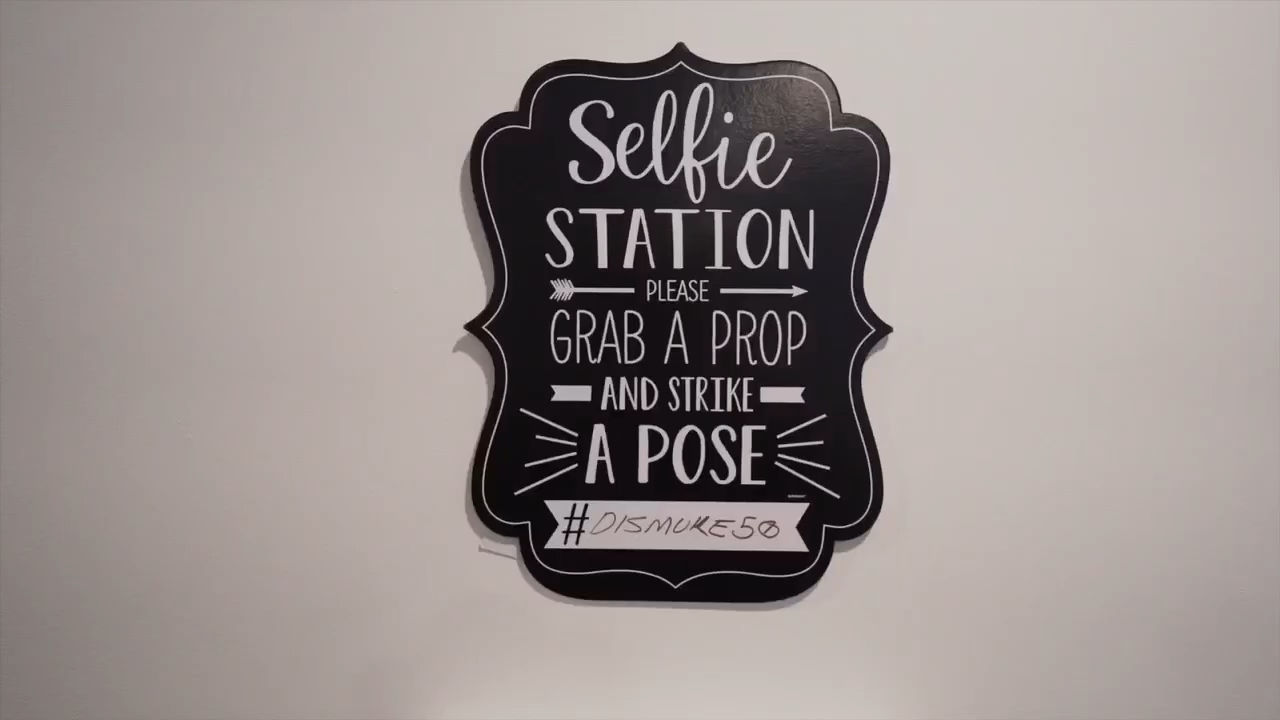 Selfie
STATION
PLEASE
GRAB A PROP
AND STRIKE
A POSE
#DISMUKE50